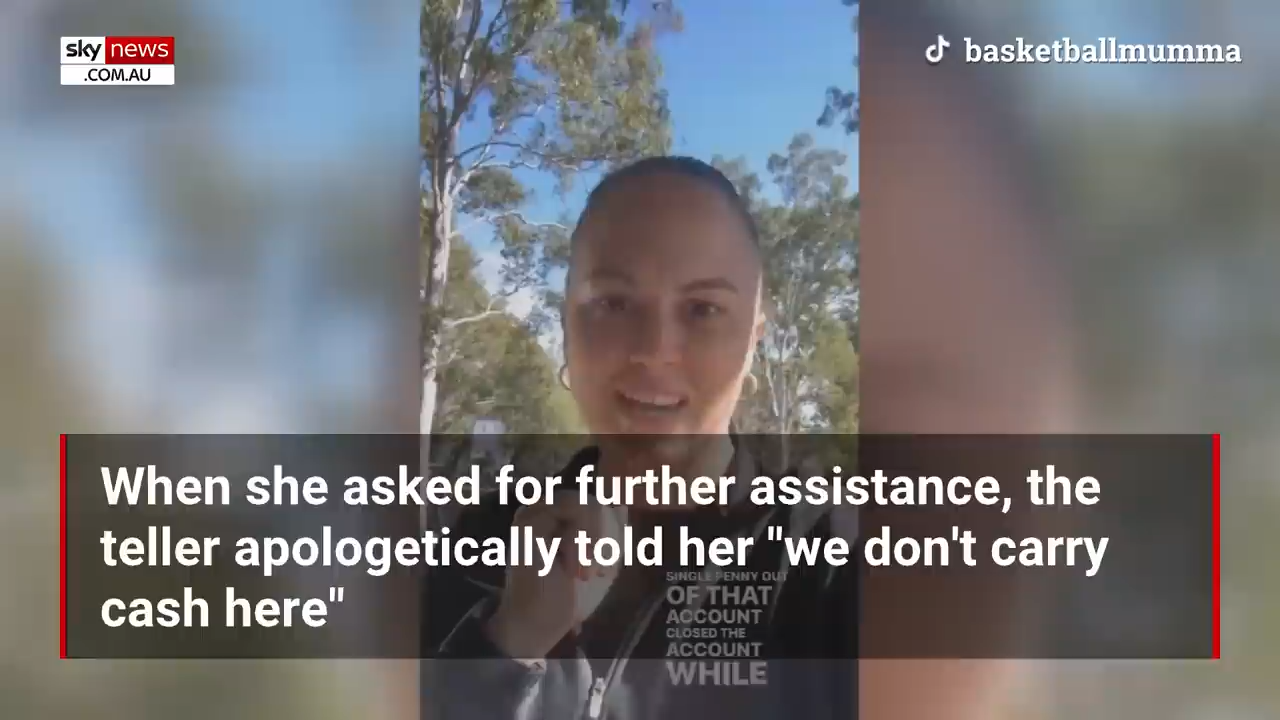 sky news
.COM.AU
basketballmumma
When she asked for further assistance, the
teller apologetically told her "we don't carry
cash here"
SINGLE PENNY OUT
OF THAT
ACCOUNT
CLOSED THE
ACCOUNT
WHILE